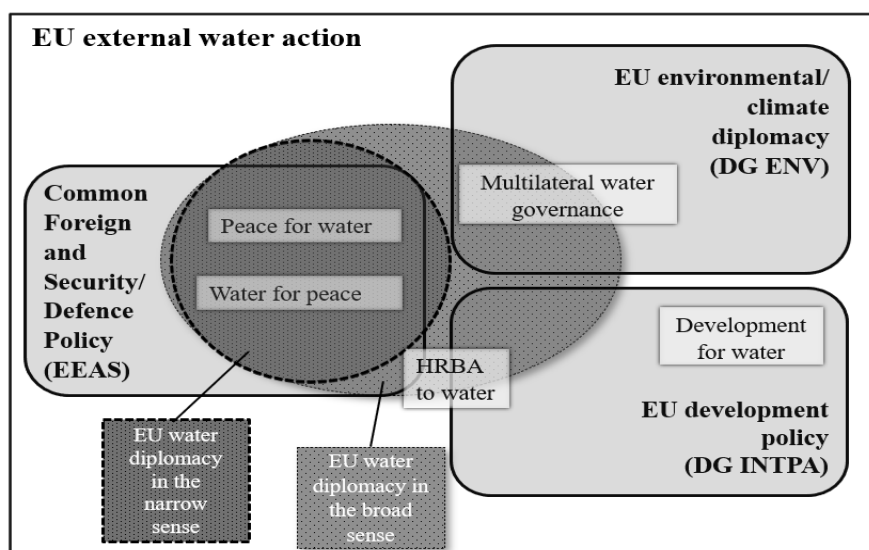 EU external water action
EU environmental/
climate
diplomacy
(DG ENV)
Multilateral water
governance
Common
Foreign
and
Security/
Defence
Policy
(EEAS)
Peace for water
Water for peace
HRBA
to water
Development
for water
EU development
policy
(DG INTPA)
EU water
diplomacy
in the
narrow
sense
EU water
diplomacy in
the broad
sense